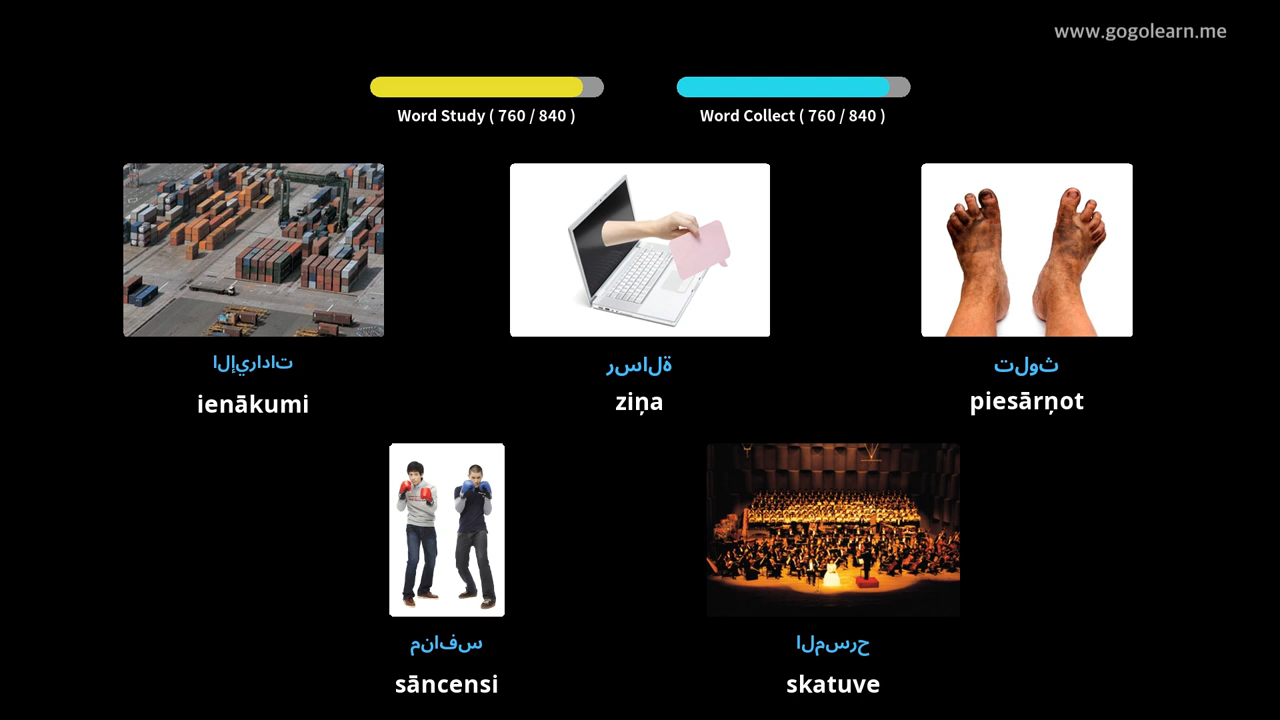 www.gogolearn.me
Word Study ( 760 / 840 )
Word Collect ( 760 / 840 )
الإيرادات
رسالة
تلوث
ienākumi
ziņa
piesārņot
منافس
المسرح
sāncensi
skatuve